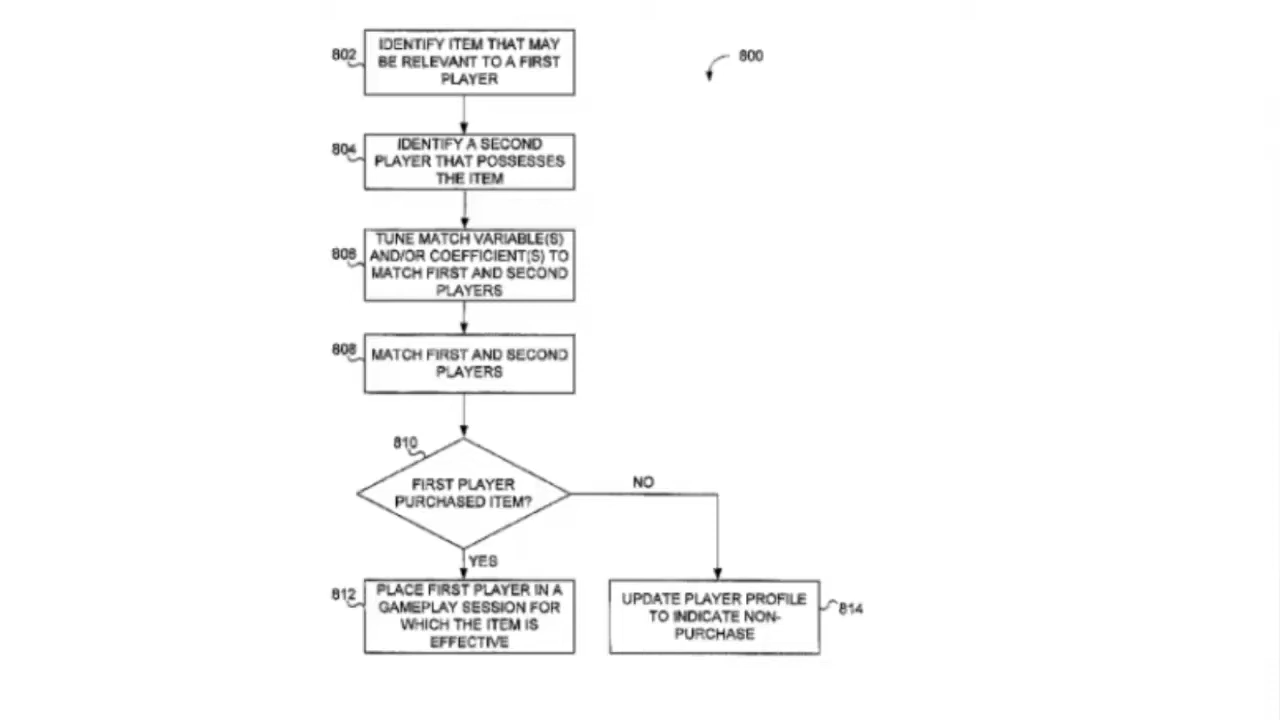 800
802
IDENTIFY ITEM THAT MAY
BE RELEVANT TO A FIRST
PLAYER
804
IDENTIFY A SECOND
PLAYER THAT POSSESSES
THE ITEM
806
TUNE MATCH VARIABLE(S)
AND/OR COEFFICIENT(S) TO
MATCH FIRST AND SECOND
PLAYERS
808
MATCH FIRST AND SECOND
PLAYERS
810
FIRST PLAYER
PURCHASED ITEM?
NO
YES
812
PLACE FIRST PLAYER IN A
GAMEPLAY SESSION FOR
WHICH THE ITEM IS
EFFECTIVE
UPDATE PLAYER PROFILE
TO INDICATE NON-
PURCHASE
814